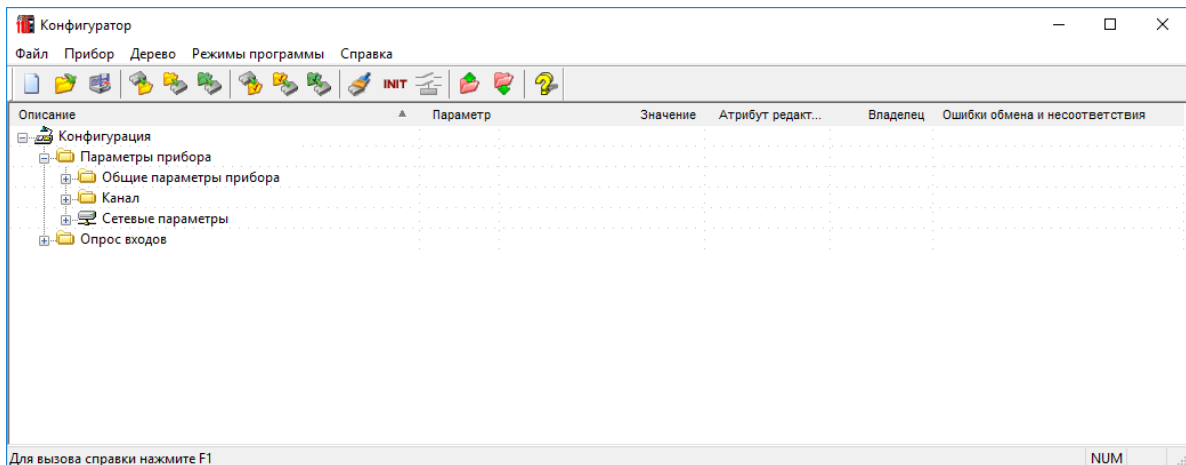 Конфигуратор
Файл Прибор Дерево Режимы программы Справка
INIT
Описание Параметр Значение Атрибут редакт... Владелец Ошибки обмена и несоответствия
Конфигурация
Параметры прибора
Общие параметры прибора
Канал
Сетевые параметры
Опрос входов
Для вызова справки нажмите F1 NUM